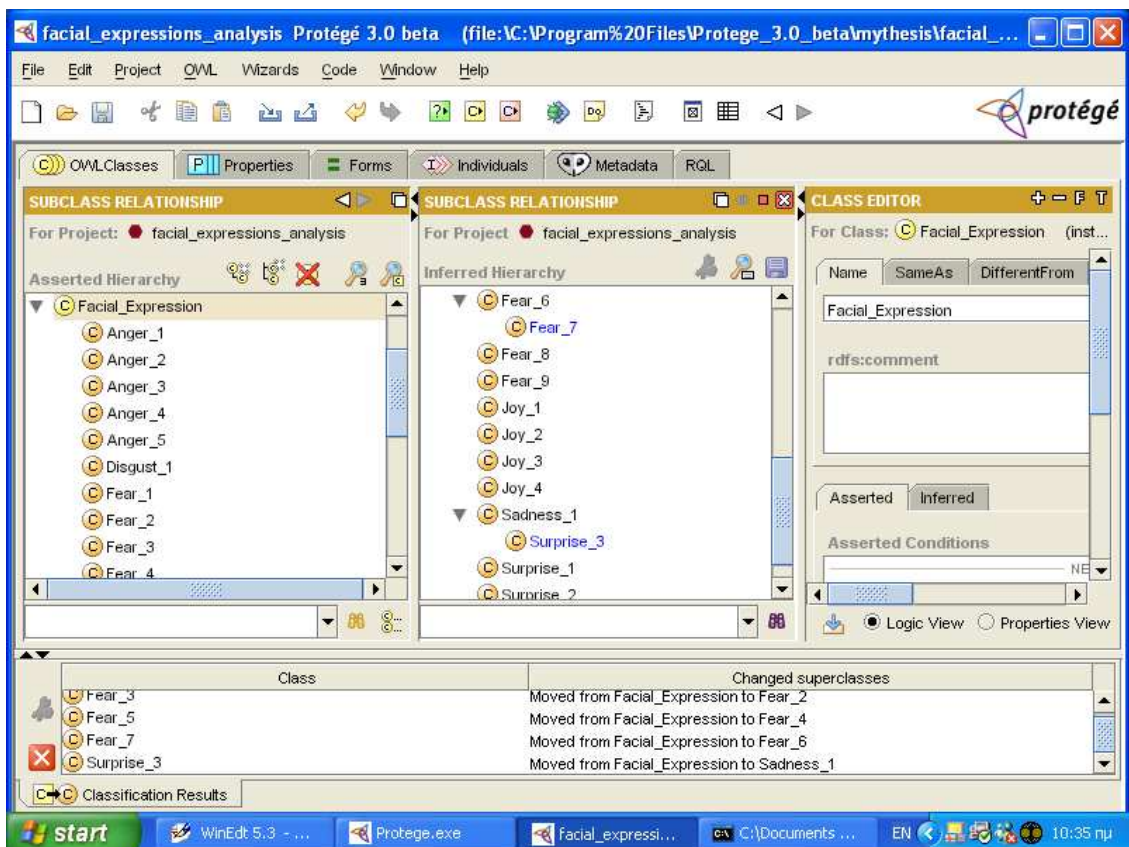 facial_expressions_analysis Protégé 3.0 beta (file:\C:\Program%20Files\Protege_3.0_beta\mythesis\facial_...
File Edit Project OWL Wizards Code Window Help
protégé
OWLClasses Properties Forms Individuals Metadata RQL
SUBCLASS RELATIONSHIP
For Project: facial_expressions_analysis
Asserted Hierarchy
Facial_Expression
Anger_1
Anger_2
Anger_3
Anger_4
Anger_5
Disgust_1
Fear_1
Fear_2
Fear_3
Fear_4
SUBCLASS RELATIONSHIP
For Project facial_expressions_analysis
Inferred Hierarchy
Fear_6
Fear_7
Fear_8
Fear_9
Joy_1
Joy_2
Joy_3
Joy_4
Sadness_1
Surprise_3
Surprise_1
Surprise_2
CLASS EDITOR
For Class: Facial_Expression (inst...
Name SameAs DifferentFrom
Facial_Expression
rdfs:comment
Asserted Inferred
Asserted Conditions
NE
Logic View Properties View
Class Changed superclasses
Fear_3 Moved from Facial_Expression to Fear_2
Fear_5 Moved from Facial_Expression to Fear_4
Fear_7 Moved from Facial_Expression to Fear_6
Surprise_3 Moved from Facial_Expression to Sadness_1
Classification Results
start WinEdt 5.3 - ... Protege.exe facial_expressi... C:\Documents ... EN 10:35 πμ